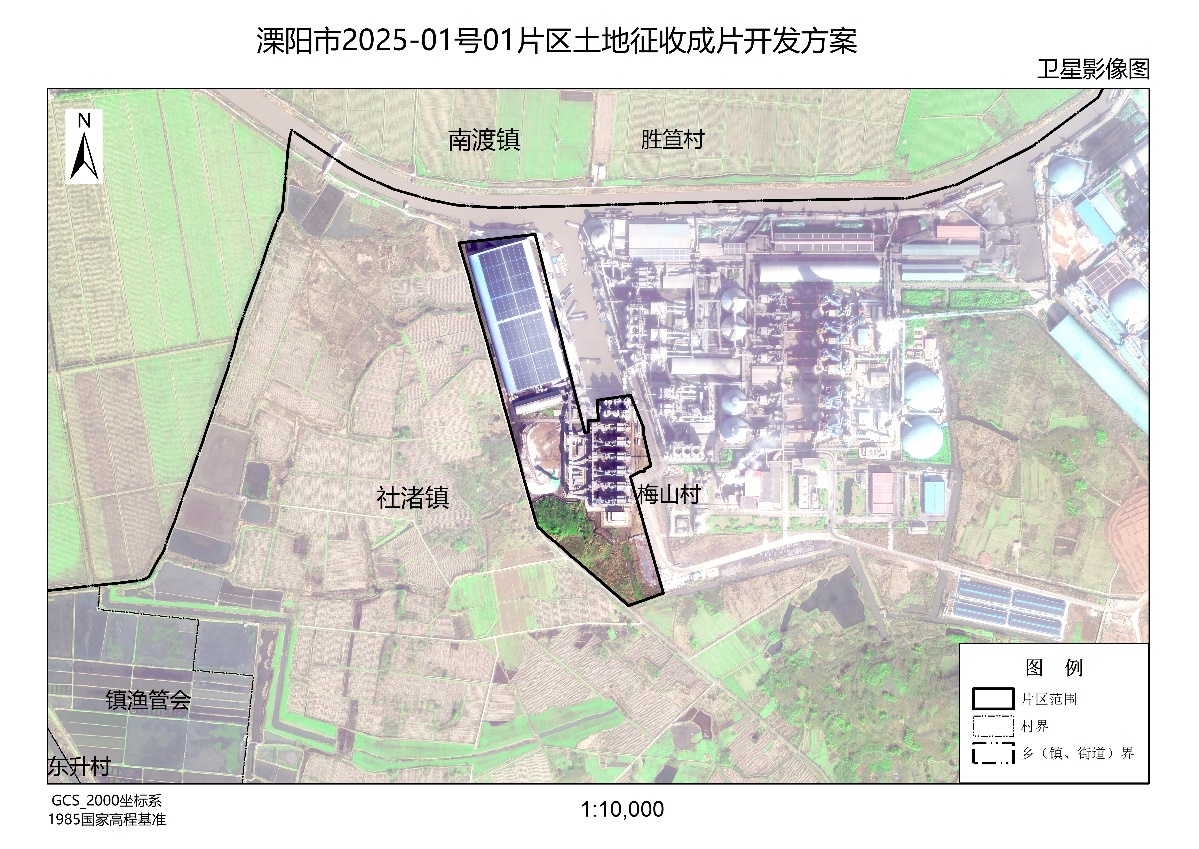 溧阳市2025-01号01片区土地征收成片开发方案
卫星影像图
N
南渡镇
胜笪村
社渚镇
梅山村
镇渔管会
东升村
图 例
片区范围
村界
乡（镇、街道）界
GCS_2000坐标系
1985国家高程基准
1:10,000